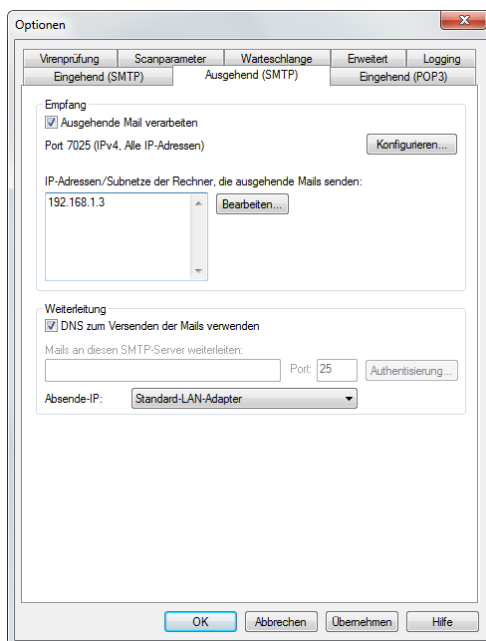 Optionen
Virenprüfung Scanparameter Warteschlange Erweitert Logging
Eingehend (SMTP) Ausgehend (SMTP) Eingehend (POP3)
Empfang
Ausgehende Mail verarbeiten
Port 7025 (IPv4, Alle IP-Adressen) Konfigurieren...
IP-Adressen/Subnetze der Rechner, die ausgehende Mails senden:
192.168.1.3 Bearbeiten...
Weiterleitung
DNS zum Versenden der Mails verwenden
Mails an diesen SMTP-Server weiterleiten:
Port: 25 Authentisierung...
Absende-IP: Standard-LAN-Adapter
OK Abbrechen Übernehmen Hilfe